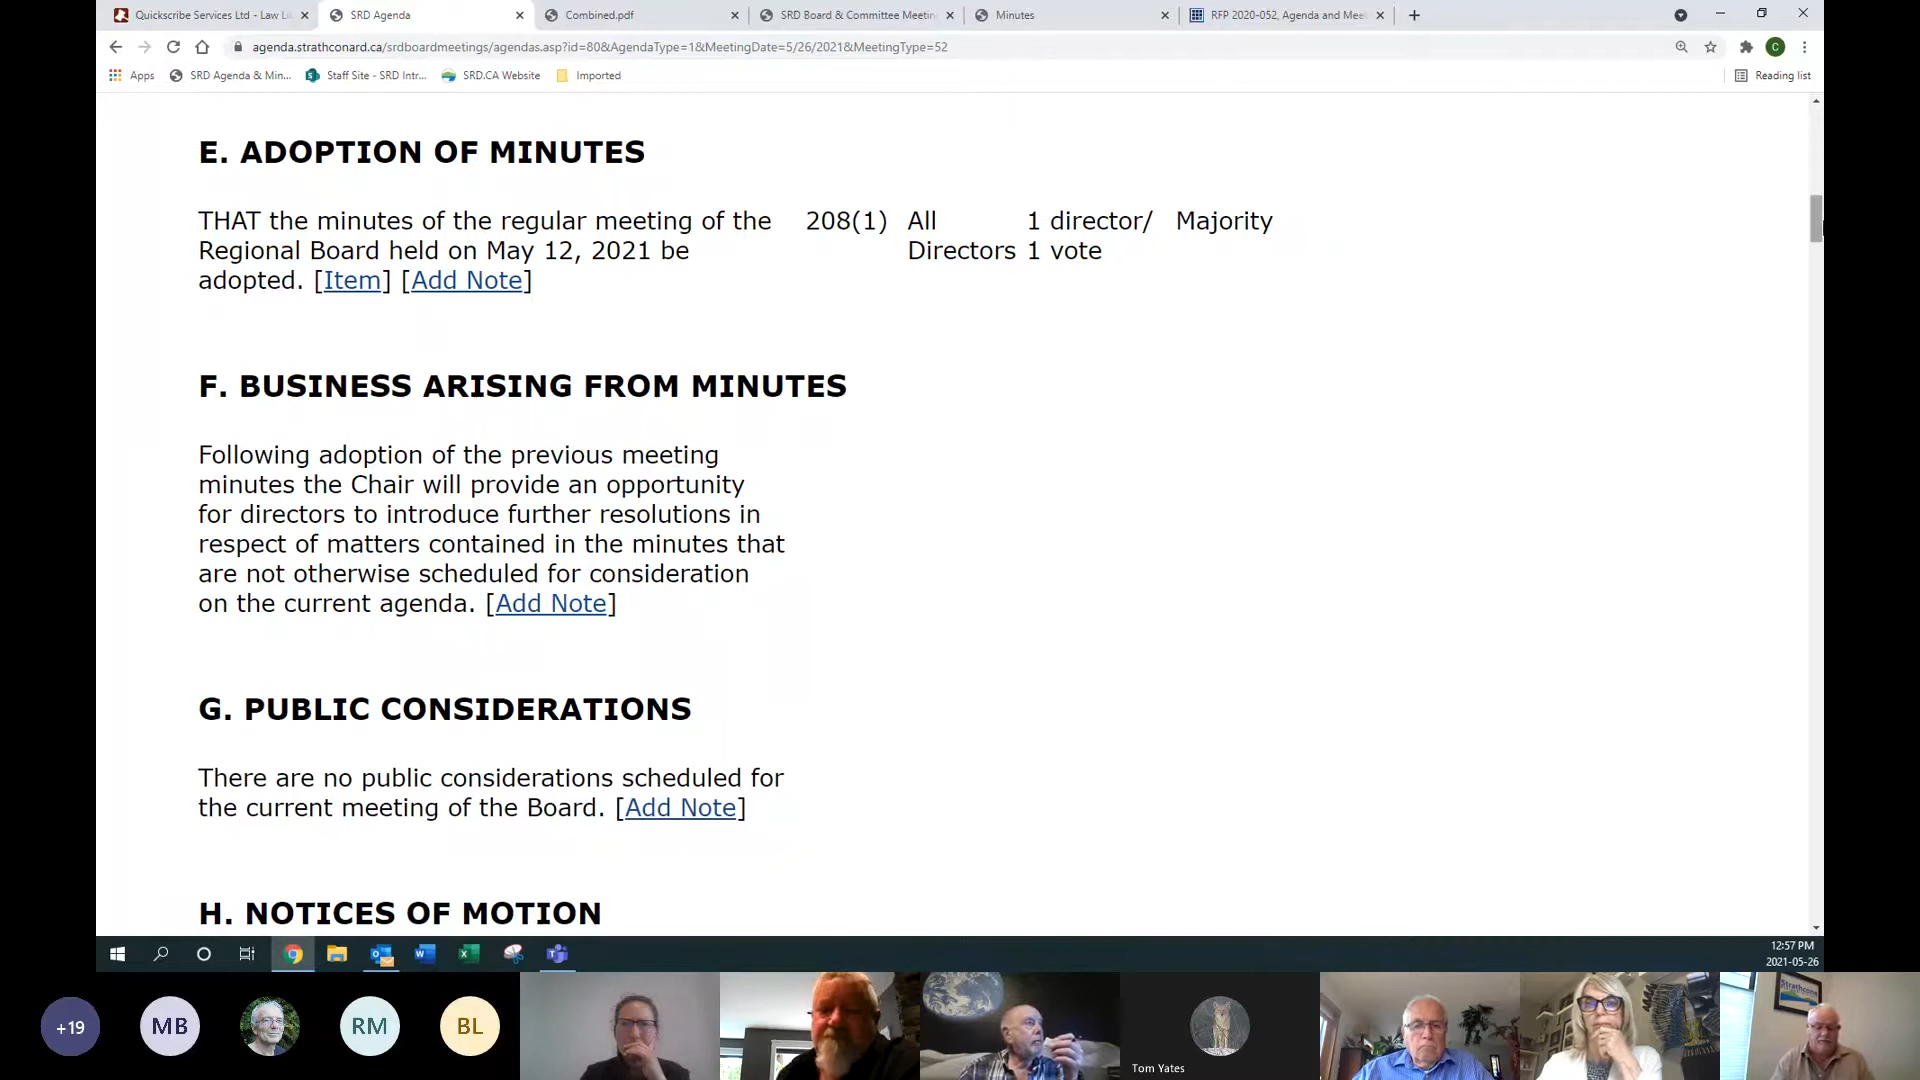 Quickscribe Services Ltd - Law Li
SRD Agenda
Combined.pdf
SRD Board & Committee Meetin
Minutes
RFP 2020-052, Agenda and Mee
agenda.strathconard.ca/srdboardmeetings/agendas.asp?id=80&AgendaType=1&MeetingDate=5/26/2021&MeetingType=52
C
Apps
SRD Agenda & Min...
Staff Site - SRD Intr...
SRD.CA Website
Imported
Reading list
E. ADOPTION OF MINUTES
THAT the minutes of the regular meeting of the 208(1) All 1 director/ Majority
Regional Board held on May 12, 2021 be Directors 1 vote
adopted. [Item] [Add Note]
F. BUSINESS ARISING FROM MINUTES
Following adoption of the previous meeting
minutes the Chair will provide an opportunity
for directors to introduce further resolutions in
respect of matters contained in the minutes that
are not otherwise scheduled for consideration
on the current agenda. [Add Note]
G. PUBLIC CONSIDERATIONS
There are no public considerations scheduled for
the current meeting of the Board. [Add Note]
H. NOTICES OF MOTION
12:57 PM
2021-05-26
+19
MB
RM
BL
Tom Yates
Strathcona